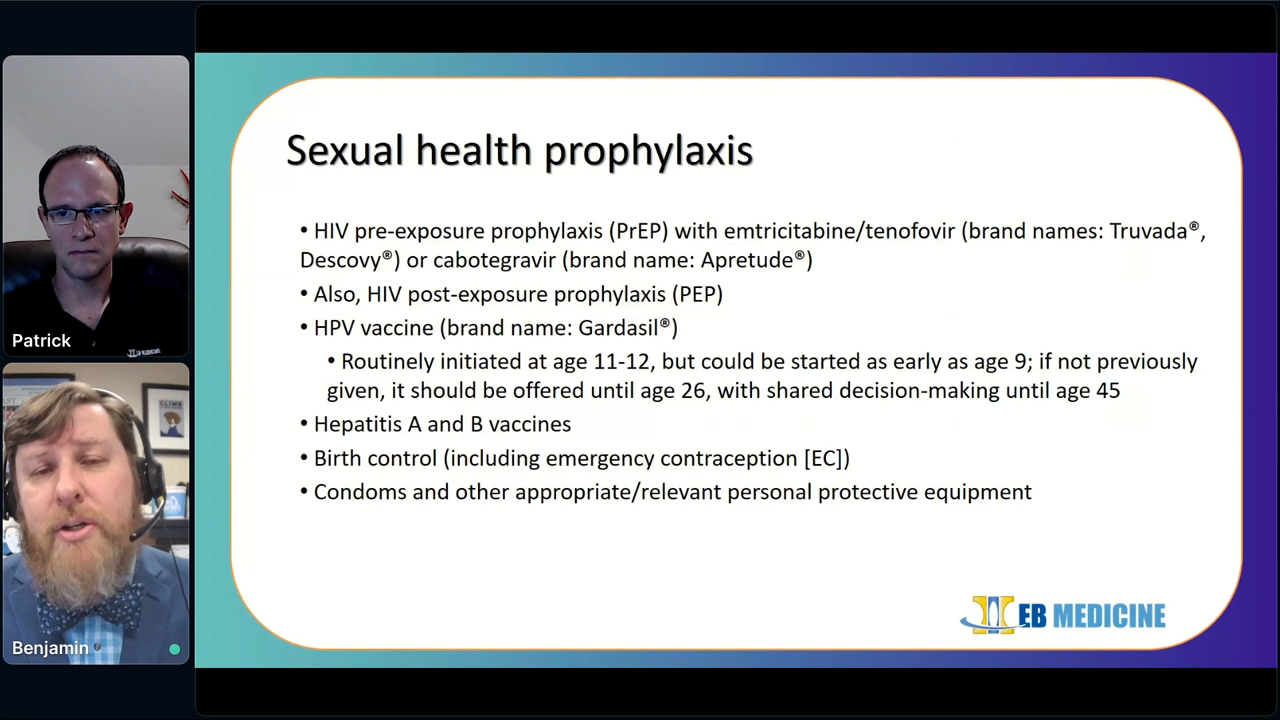 Sexual health prophylaxis
• HIV pre-exposure prophylaxis (PrEP) with emtricitabine/tenofovir (brand names: Truvada®,
Descovy®) or cabotegravir (brand name: Apretude®)
• Also, HIV post-exposure prophylaxis (PEP)
• HPV vaccine (brand name: Gardasil®)
• Routinely initiated at age 11-12, but could be started as early as age 9; if not previously
given, it should be offered until age 26, with shared decision-making until age 45
• Hepatitis A and B vaccines
• Birth control (including emergency contraception [EC])
• Condoms and other appropriate/relevant personal protective equipment
EB MEDICINE
Patrick
Benjamin